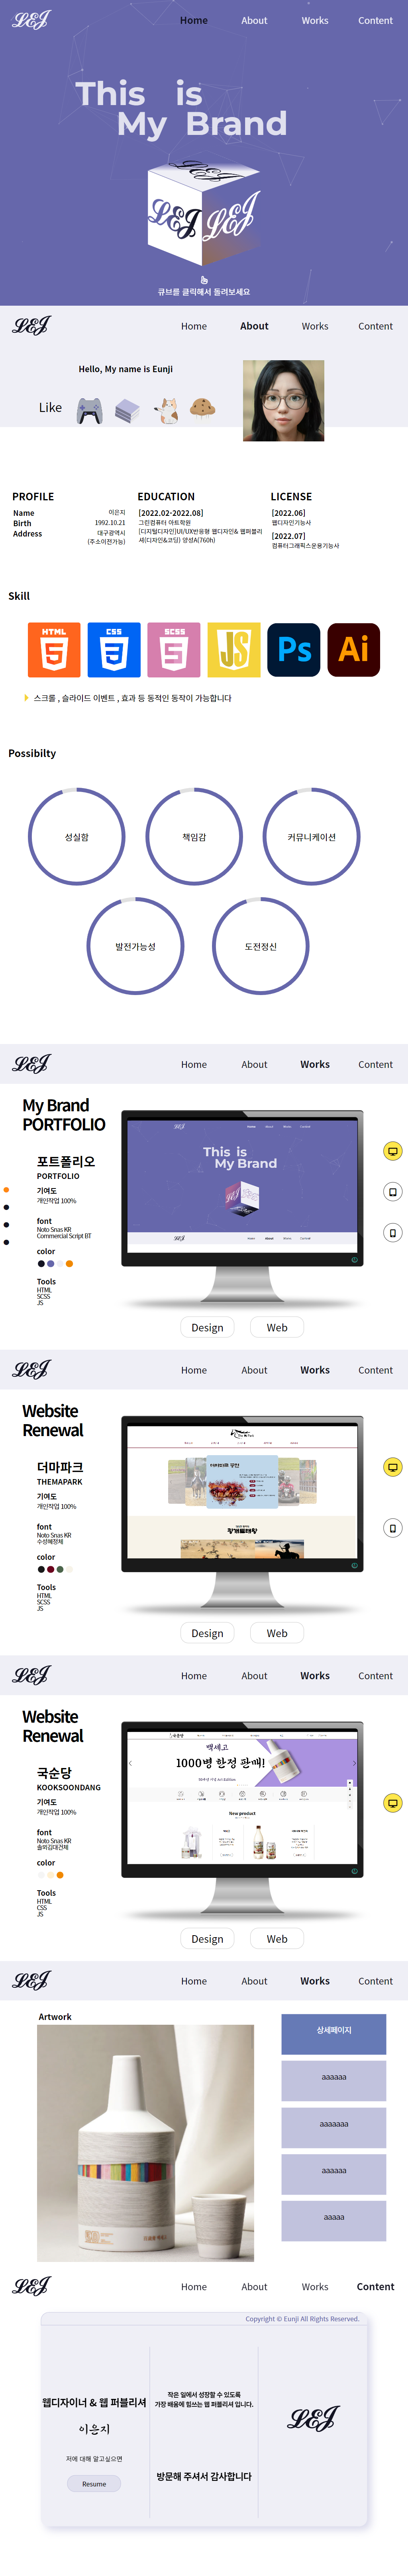 LEJ
Home
About
Works
Content
This is
My Brand
LEJ
LEJ
큐브를 클릭해서 돌려보세요
LEJ
Home
About
Works
Content
Hello, My name is Eunji
Like
PROFILE
Name 이은지
Birth 1992.10.21
Address 대구광역시
(주소이전가능)
EDUCATION
[2022.02-2022.08]
그린컴퓨터 아트학원
[디지털디자인]UI/UX반응형 웹디자인& 웹퍼블리
셔(디자인&코딩) 양성A(760h)
LICENSE
[2022.06]
웹디자인기능사
[2022.07]
컴퓨터그래픽스운용기능사
Skill
HTML
5
CSS
3
SCSS
JS
Ps
Ai
스크롤 , 슬라이드 이벤트 , 효과 등 동적인 동작이 가능합니다
Possibilty
성실함
책임감
커뮤니케이션
발전가능성
도전정신
LEJ
Home
About
Works
Content
My Brand
PORTFOLIO
포트폴리오
PORTFOLIO
기여도
개인작업 100%
font
Noto Snas KR
Commercial Script BT
color
Tools
HTML
SCSS
JS
This is
My Brand
Design
Web
LEJ
Home
About
Works
Content
Website
Renewal
더마파크
THEMAPARK
기여도
개인작업 100%
font
Noto Snas KR
수성혜정체
color
Tools
HTML
SCSS
JS
Design
Web
LEJ
Home
About
Works
Content
Website
Renewal
국순당
KOOKSOONDANG
기여도
개인작업 100%
font
Noto Snas KR
color
Tools
HTML
CSS
JS
백세고
1000병 한정 판매!
New product
Design
Web
LEJ
Home
About
Works
Content
Artwork
상세페이지
aaaaaa
aaaaaaa
aaaaaa
aaaaa
LEJ
Home
About
Works
Content
Copyright © Eunji All Rights Reserved.
웹디자이너 & 웹 퍼블리셔
이은지
저에 대해 알고싶으면
Resume
작은 일에서 성장할 수 있도록
가장 배움에 힘쓰는 웹 퍼블리셔 입니다.
방문해 주셔서 감사합니다
LEJ